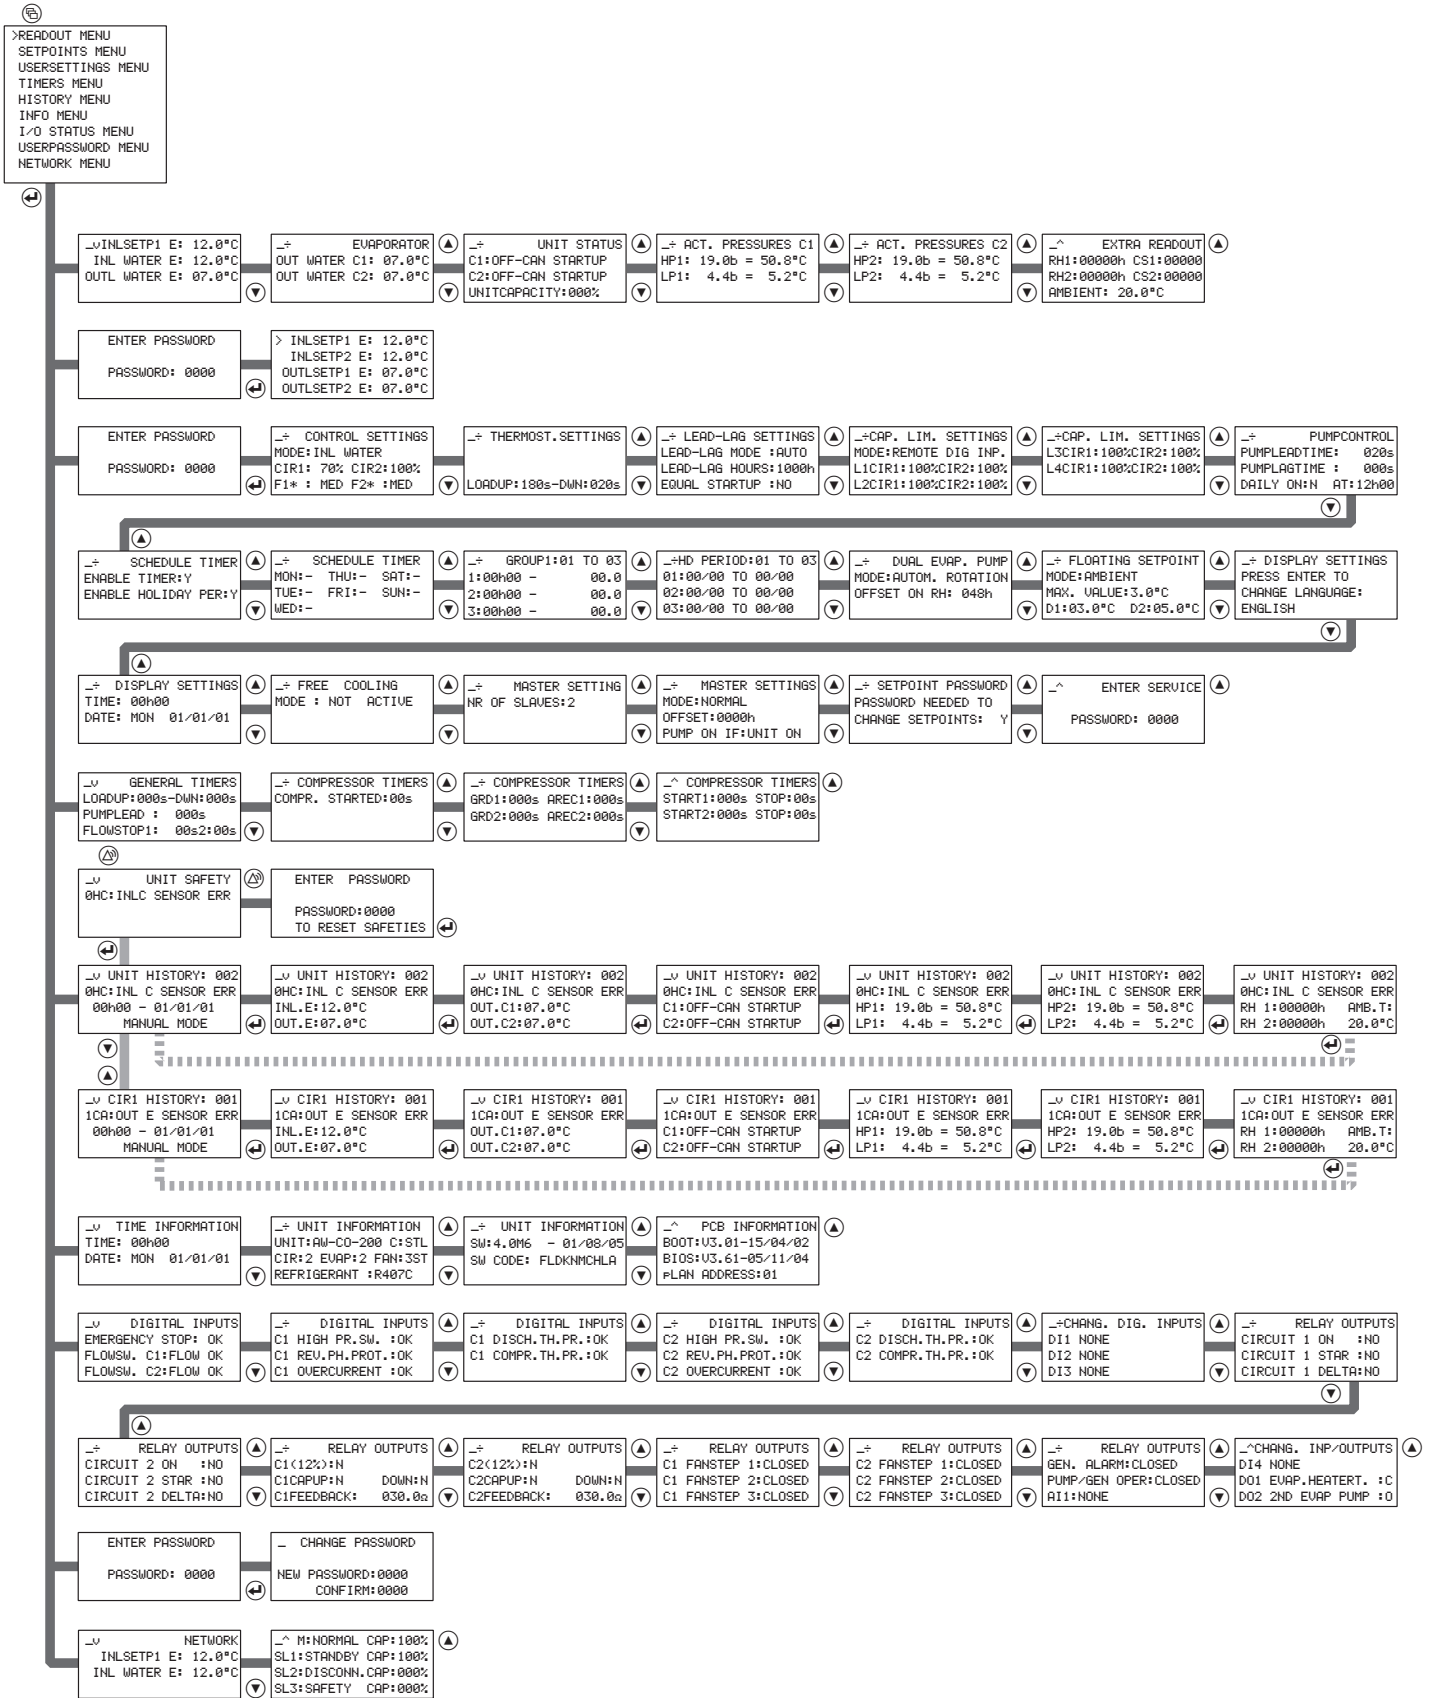 >READOUT MENU
SETPOINTS MENU
USERSETTINGS MENU
TIMERS MENU
HISTORY MENU
INFO MENU
I/O STATUS MENU
USERPASSWORD MENU
NETWORK MENU
_vINLSETP1 E: 12.0°C
INL WATER E: 12.0°C
OUTL WATER E: 07.0°C
_÷ EVAPORATOR
OUT WATER C1: 07.0°C
OUT WATER C2: 07.0°C
_÷ UNIT STATUS
C1:OFF-CAN STARTUP
C2:OFF-CAN STARTUP
UNITCAPACITY:000%
_÷ ACT. PRESSURES C1
HP1: 19.0b = 50.8°C
LP1: 4.4b = 5.2°C
_÷ ACT. PRESSURES C2
HP2: 19.0b = 50.8°C
LP2: 4.4b = 5.2°C
_^ EXTRA READOUT
RH1:00000h CS1:00000
RH2:00000h CS2:00000
AMBIENT: 20.0°C
ENTER PASSWORD
PASSWORD: 0000
> INLSETP1 E: 12.0°C
INLSETP2 E: 12.0°C
OUTLSETP1 E: 07.0°C
OUTLSETP2 E: 07.0°C
ENTER PASSWORD
PASSWORD: 0000
_÷ CONTROL SETTINGS
MODE:INL WATER
CIR1: 70% CIR2:100%
F1* : MED F2* :MED
_÷ THERMOST.SETTINGS
LOADUP:180s-DWN:020s
_÷ LEAD-LAG SETTINGS
LEAD-LAG MODE :AUTO
LEAD-LAG HOURS:1000h
EQUAL STARTUP :NO
_÷CAP. LIM. SETTINGS
MODE:REMOTE DIG INP.
L1CIR1:100%CIR2:100%
L2CIR1:100%CIR2:100%
_÷CAP. LIM. SETTINGS
L3CIR1:100%CIR2:100%
L4CIR1:100%CIR2:100%
_÷ PUMPCONTROL
PUMPLEADTIME: 020s
PUMPLAGTIME : 000s
DAILY ON:N AT:12h00
_÷ SCHEDULE TIMER
ENABLE TIMER:Y
ENABLE HOLIDAY PER:Y
_÷ SCHEDULE TIMER
MON:- THU:- SAT:-
TUE:- FRI:- SUN:-
WED:-
_÷ GROUP1:01 TO 03
1:00h00 - 00.0
2:00h00 - 00.0
3:00h00 - 00.0
_÷HD PERIOD:01 TO 03
01:00/00 TO 00/00
02:00/00 TO 00/00
03:00/00 TO 00/00
_÷ DUAL EVAP. PUMP
MODE:AUTOM. ROTATION
OFFSET ON RH: 048h
_÷ FLOATING SETPOINT
MODE:AMBIENT
MAX. VALUE:3.0°C
D1:03.0°C D2:05.0°C
_÷ DISPLAY SETTINGS
PRESS ENTER TO
CHANGE LANGUAGE:
ENGLISH
_÷ DISPLAY SETTINGS
TIME: 00h00
DATE: MON 01/01/01
_÷ FREE COOLING
MODE : NOT ACTIVE
_÷ MASTER SETTING
NR OF SLAVES:2
_÷ MASTER SETTINGS
MODE:NORMAL
OFFSET:0000h
PUMP ON IF:UNIT ON
_÷ SETPOINT PASSWORD
PASSWORD NEEDED TO
CHANGE SETPOINTS: Y
_^ ENTER SERVICE
PASSWORD: 0000
_v GENERAL TIMERS
LOADUP:000s-DWN:000s
PUMPLEAD : 000s
FLOWSTOP1: 00s2:00s
_÷ COMPRESSOR TIMERS
COMPR. STARTED:00s
_÷ COMPRESSOR TIMERS
GRD1:000s AREC1:000s
GRD2:000s AREC2:000s
_^ COMPRESSOR TIMERS
START1:000s STOP:00s
START2:000s STOP:00s
_v UNIT SAFETY
0HC:INLC SENSOR ERR
ENTER PASSWORD
PASSWORD:0000
TO RESET SAFETIES
_v UNIT HISTORY: 002
0HC:INL C SENSOR ERR
00h00 - 01/01/01
MANUAL MODE
_v UNIT HISTORY: 002
0HC:INL C SENSOR ERR
INL.E:12.0°C
OUT.E:07.0°C
_v UNIT HISTORY: 002
0HC:INL C SENSOR ERR
OUT.C1:07.0°C
OUT.C2:07.0°C
_v UNIT HISTORY: 002
0HC:INL C SENSOR ERR
C1:OFF-CAN STARTUP
C2:OFF-CAN STARTUP
_v UNIT HISTORY: 002
0HC:INL C SENSOR ERR
HP1: 19.0b = 50.8°C
LP1: 4.4b = 5.2°C
_v UNIT HISTORY: 002
0HC:INL C SENSOR ERR
HP2: 19.0b = 50.8°C
LP2: 4.4b = 5.2°C
_v UNIT HISTORY: 002
0HC:INL C SENSOR ERR
RH 1:00000h AMB.T:
RH 2:00000h 20.0°C
_v CIR1 HISTORY: 001
1CA:OUT E SENSOR ERR
00h00 - 01/01/01
MANUAL MODE
_v CIR1 HISTORY: 001
1CA:OUT E SENSOR ERR
INL.E:12.0°C
OUT.E:07.0°C
_v CIR1 HISTORY: 001
1CA:OUT E SENSOR ERR
OUT.C1:07.0°C
OUT.C2:07.0°C
_v CIR1 HISTORY: 001
1CA:OUT E SENSOR ERR
C1:OFF-CAN STARTUP
C2:OFF-CAN STARTUP
_v CIR1 HISTORY: 001
1CA:OUT E SENSOR ERR
HP1: 19.0b = 50.8°C
LP1: 4.4b = 5.2°C
_v CIR1 HISTORY: 001
1CA:OUT E SENSOR ERR
HP2: 19.0b = 50.8°C
LP2: 4.4b = 5.2°C
_v CIR1 HISTORY: 001
1CA:OUT E SENSOR ERR
RH 1:00000h AMB.T:
RH 2:00000h 20.0°C
_v TIME INFORMATION
TIME: 00h00
DATE: MON 01/01/01
_÷ UNIT INFORMATION
UNIT:AW-CO-200 C:STL
CIR:2 EVAP:2 FAN:3ST
REFRIGERANT :R407C
_÷ UNIT INFORMATION
SW:4.0M6 - 01/08/05
SW CODE: FLDKNMCHLA
_^ PCB INFORMATION
BOOT:V3.01-15/04/02
BIOS:V3.61-05/11/04
pLAN ADDRESS:01
_v DIGITAL INPUTS
EMERGENCY STOP: OK
FLOWSW. C1:FLOW OK
FLOWSW. C2:FLOW OK
_÷ DIGITAL INPUTS
C1 HIGH PR.SW. :OK
C1 REV.PH.PROT.:OK
C1 OVERCURRENT :OK
_÷ DIGITAL INPUTS
C1 DISCH.TH.PR.:OK
C1 COMPR.TH.PR.:OK
_÷ DIGITAL INPUTS
C2 HIGH PR.SW. :OK
C2 REV.PH.PROT.:OK
C2 OVERCURRENT :OK
_÷ DIGITAL INPUTS
C2 DISCH.TH.PR.:OK
C2 COMPR.TH.PR.:OK
_÷CHANG. DIG. INPUTS
DI1 NONE
DI2 NONE
DI3 NONE
_÷ RELAY OUTPUTS
CIRCUIT 1 ON :NO
CIRCUIT 1 STAR :NO
CIRCUIT 1 DELTA:NO
_÷ RELAY OUTPUTS
CIRCUIT 2 ON :NO
CIRCUIT 2 STAR :NO
CIRCUIT 2 DELTA:NO
_÷ RELAY OUTPUTS
C1(12%):N
C1CAPUP:N DOWN:N
C1FEEDBACK: 030.0Ω
_÷ RELAY OUTPUTS
C2(12%):N
C2CAPUP:N DOWN:N
C2FEEDBACK: 030.0Ω
_÷ RELAY OUTPUTS
C1 FANSTEP 1:CLOSED
C1 FANSTEP 2:CLOSED
C1 FANSTEP 3:CLOSED
_÷ RELAY OUTPUTS
C2 FANSTEP 1:CLOSED
C2 FANSTEP 2:CLOSED
C2 FANSTEP 3:CLOSED
_÷ RELAY OUTPUTS
GEN. ALARM:CLOSED
PUMP/GEN OPER:CLOSED
AI1:NONE
_^CHANG. INP/OUTPUTS
DI4 NONE
DO1 EVAP.HEATERT. :C
DO2 2ND EVAP PUMP :O
ENTER PASSWORD
PASSWORD: 0000
_ CHANGE PASSWORD
NEW PASSWORD:0000
CONFIRM:0000
_v NETWORK
INLSETP1 E: 12.0°C
INL WATER E: 12.0°C
_^ M:NORMAL CAP:100%
SL1:STANDBY CAP:100%
SL2:DISCONN.CAP:000%
SL3:SAFETY CAP:000%